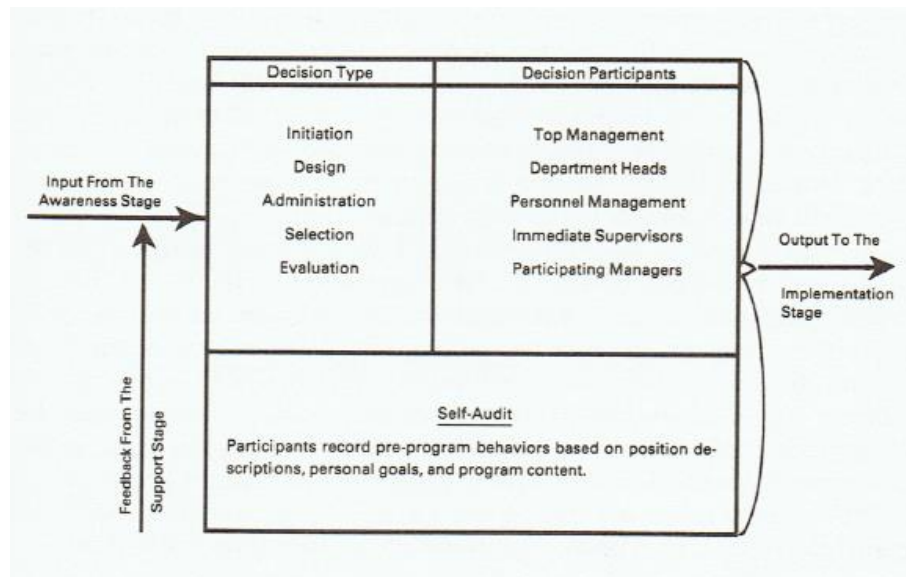 Decision Type
Decision Participants
Initiation
Top Management
Design
Department Heads
Administration
Personnel Management
Selection
Immediate Supervisors
Evaluation
Participating Managers
Input From The
Awareness Stage
Feedback From The
Support Stage
Output To The
Implementation
Stage
Self-Audit
Participants record pre-program behaviors based on position de-
scriptions, personal goals, and program content.